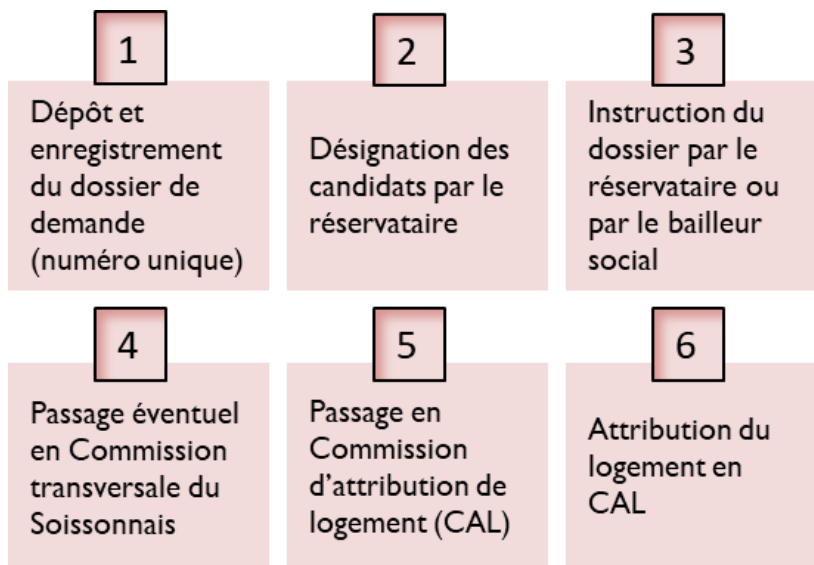 1
Dépôt et
enregistrement
du dossier de
demande
(numéro unique)
2
Désignation des
candidats par le
réservataire
3
Instruction du
dossier par le
réservataire ou
par le bailleur
social
4
Passage éventuel
en Commission
transversale du
Soissonnais
5
Passage en
Commission
d’attribution de
logement (CAL)
6
Attribution du
logement en
CAL